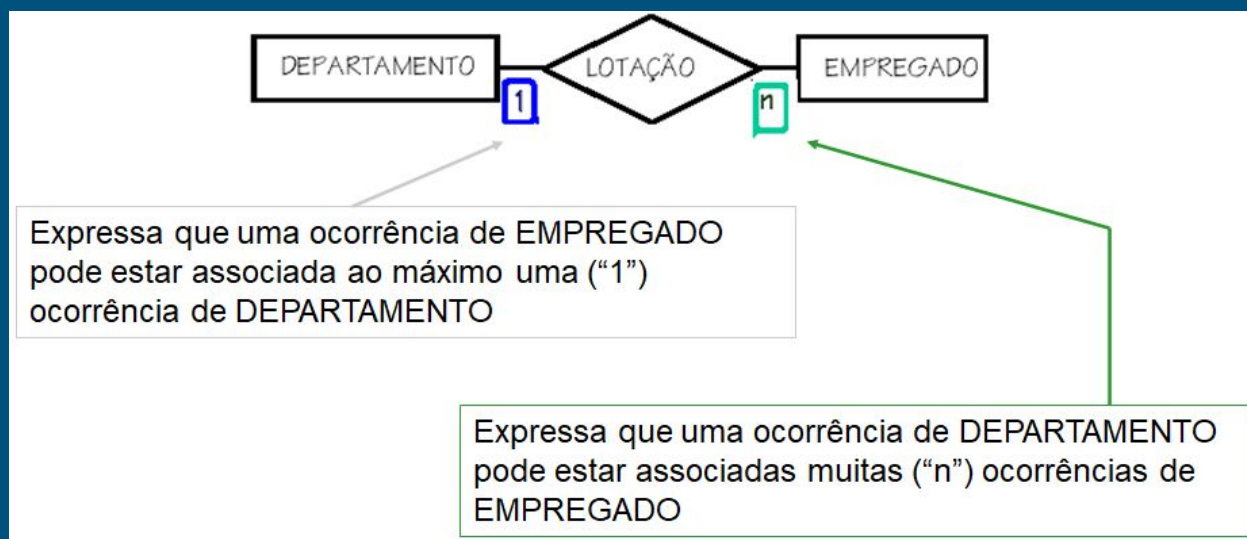 DEPARTAMENTO LOTAÇÃO EMPREGADO
1 n
Expressa que uma ocorrência de EMPREGADO
pode estar associada ao máximo uma (“1”)
ocorrência de DEPARTAMENTO
Expressa que uma ocorrência de DEPARTAMENTO
pode estar associadas muitas (“n”) ocorrências de
EMPREGADO